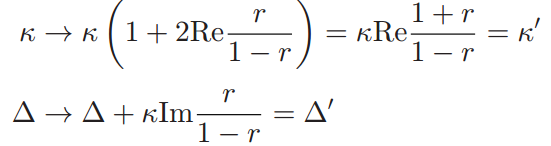 κ → κ (1 + 2Re r/(1 − r)) = κRe (1 + r)/(1 − r) = κ′
Δ → Δ + κIm r/(1 − r) = Δ′